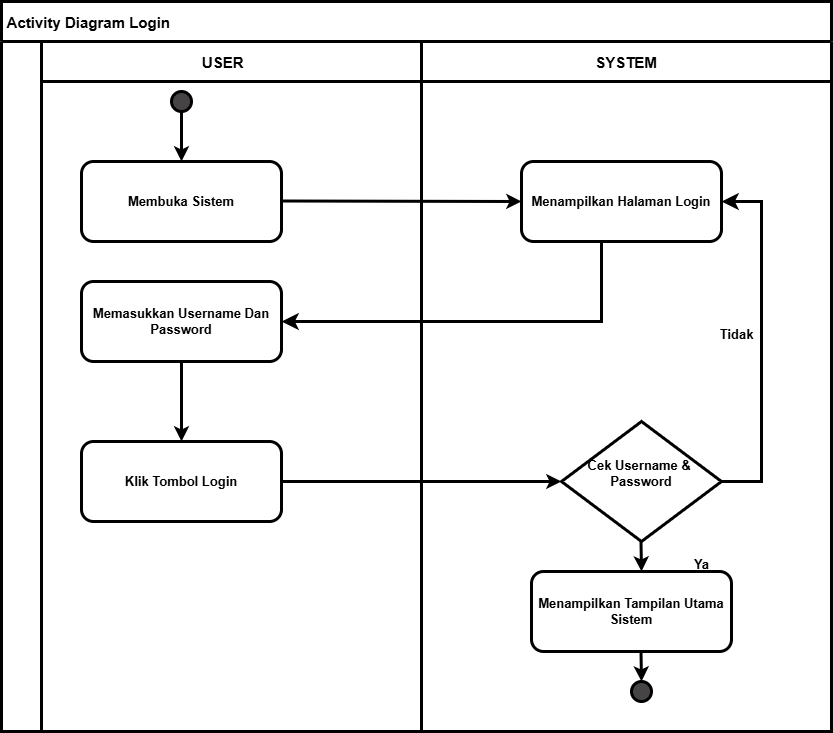 Activity Diagram Login
USER
SYSTEM
Membuka Sistem
Menampilkan Halaman Login
Memasukkan Username Dan
Password
Tidak
Klik Tombol Login
Cek Username &
Password
Ya
Menampilkan Tampilan Utama
Sistem